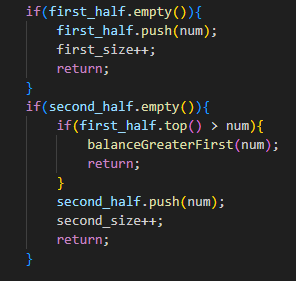 if(first_half.empty()){
    first_half.push(num);
    first_size++;
    return;
}
if(second_half.empty()){
    if(first_half.top() > num){
        balanceGreaterFirst(num);
        return;
    }
    second_half.push(num);
    second_size++;
    return;
}